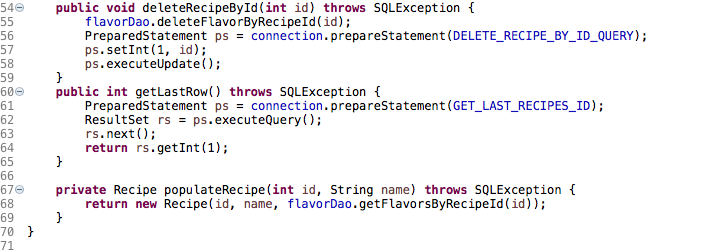 54 public void deleteRecipeById(int id) throws SQLException {
55 flavorDao.deleteFlavorByRecipeId(id);
56 PreparedStatement ps = connection.prepareStatement(DELETE_RECIPE_BY_ID_QUERY);
57 ps.setInt(1, id);
58 ps.executeUpdate();
59 }
60 public int getLastRow() throws SQLException {
61 PreparedStatement ps = connection.prepareStatement(GET_LAST_RECIPES_ID);
62 ResultSet rs = ps.executeQuery();
63 rs.next();
64 return rs.getInt(1);
65 }
66
67 private Recipe populateRecipe(int id, String name) throws SQLException {
68 return new Recipe(id, name, flavorDao.getFlavorsByRecipeId(id));
69 }
70 }
71